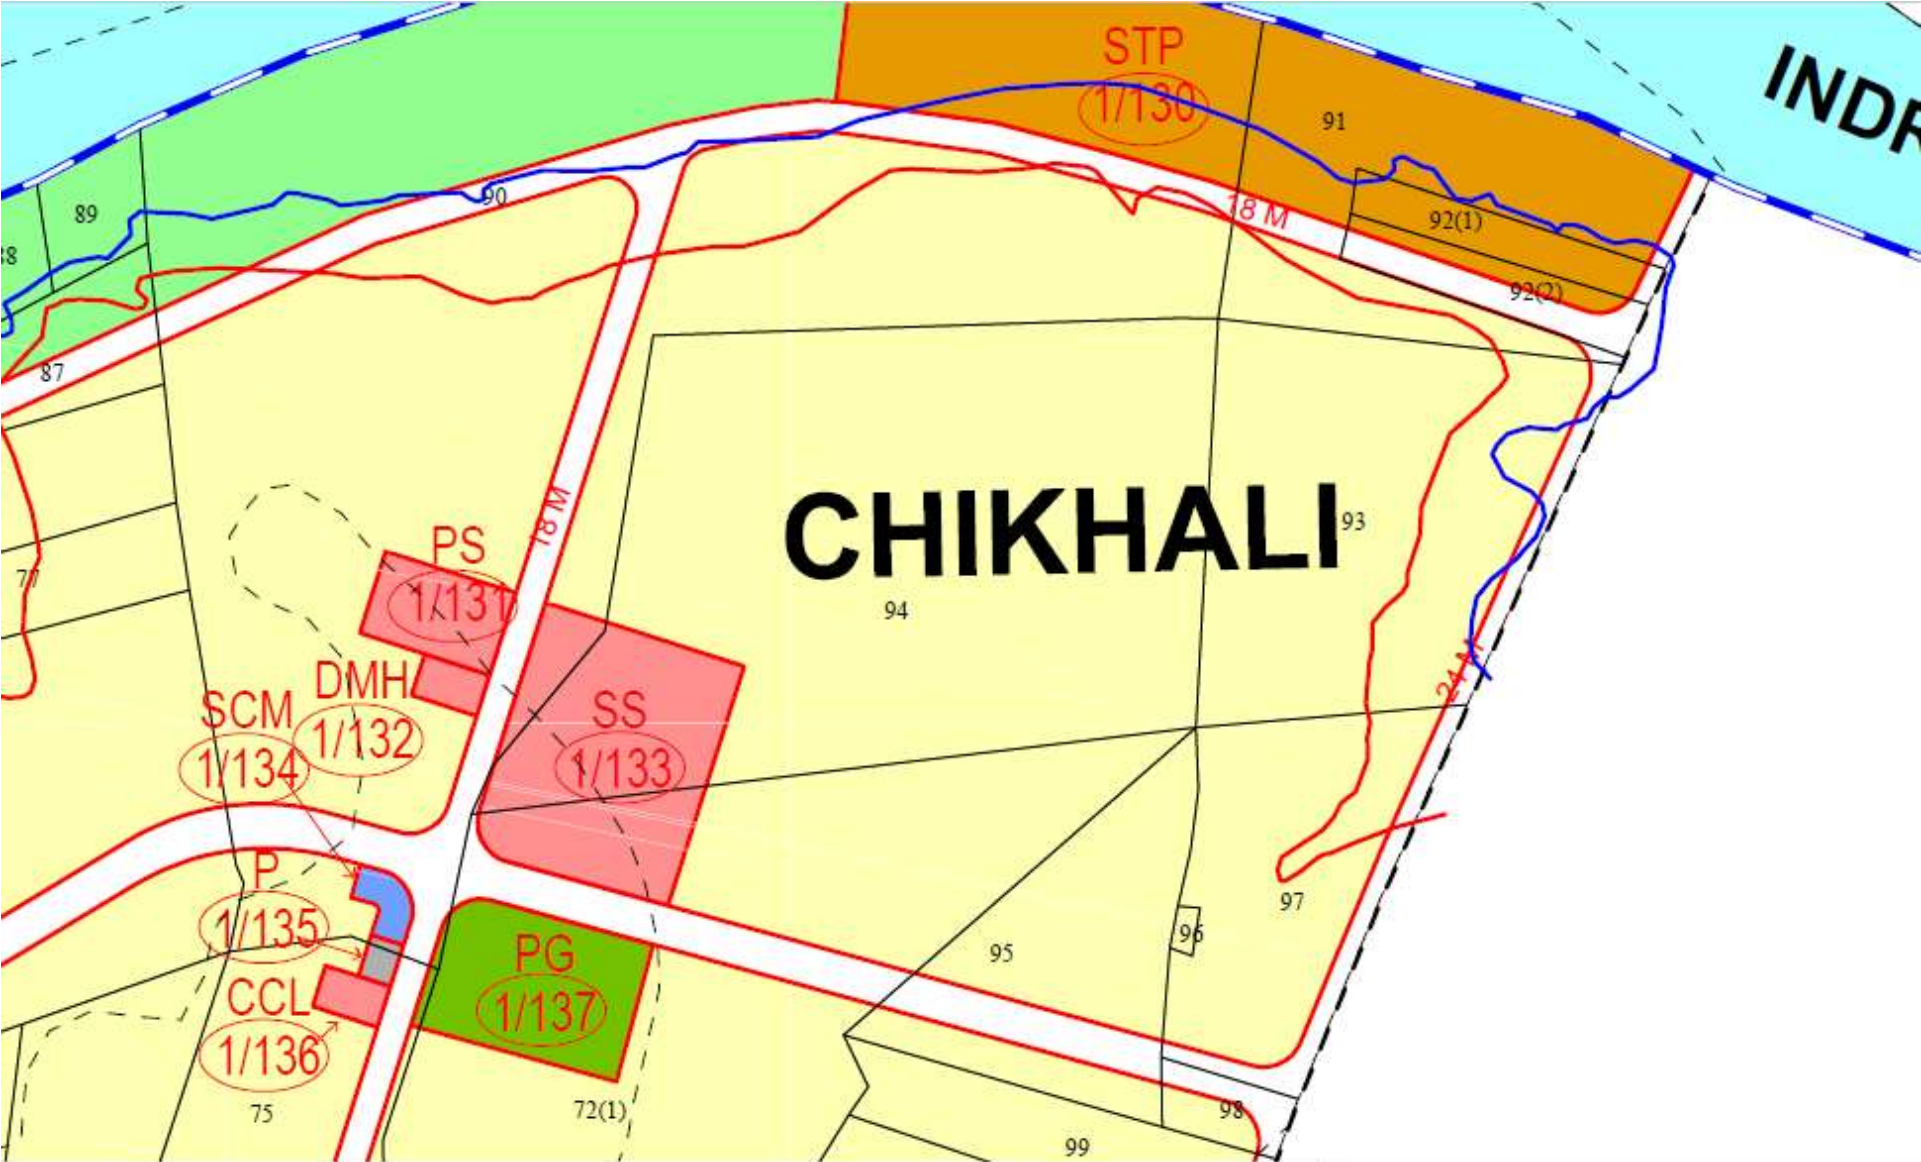 STP
1/130
INDR
91
89
88
90
92(1)
18 M
92(2)
87
CHIKHALI
93
18 M
PS
1/131
77
94
DMH
1/132
SCM
1/134
SS
1/133
24 M
P
1/135
97
96
95
PG
1/137
CCL
1/136
75
72(1)
98
99